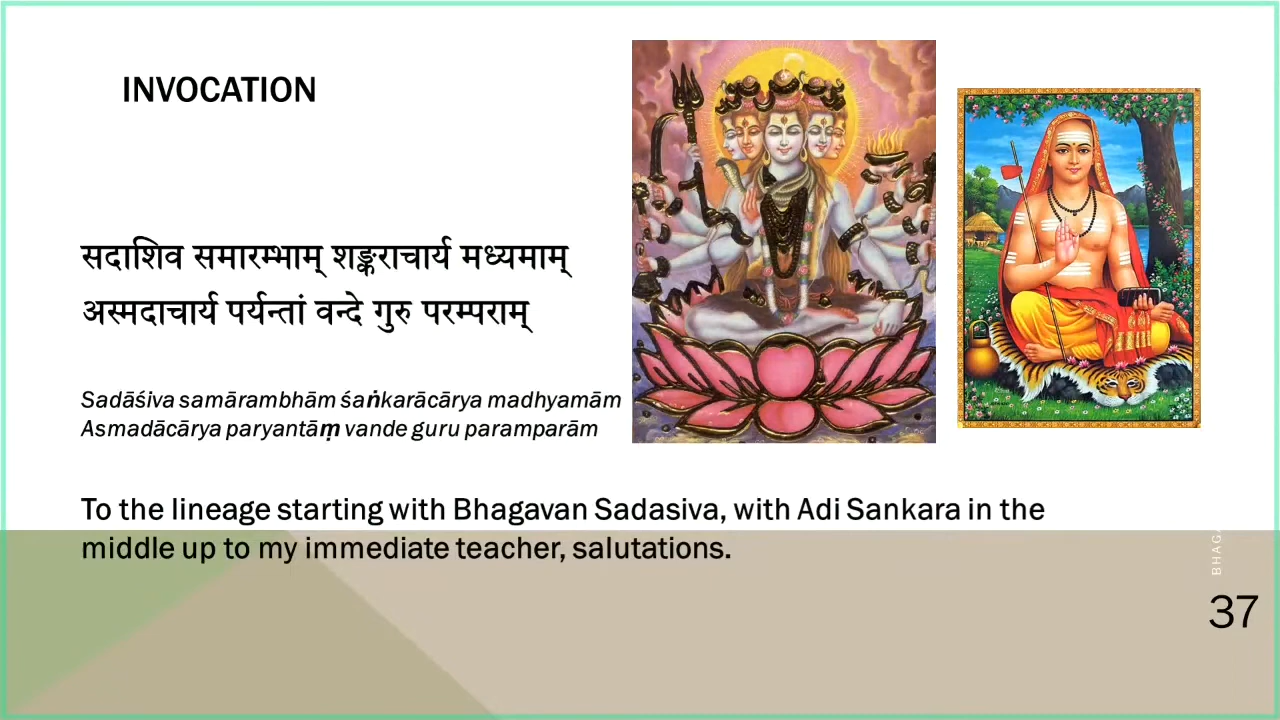 INVOCATION
सदाशिव समारम्भाम् शङ्कराचार्य मध्यमाम्
अस्मदाचार्य पर्यन्तां वन्दे गुरु परम्पराम्
Sadāśiva samārambhām śaṅkarācārya madhyamām
Asmadācārya paryantāṃ vande guru paramparām
To the lineage starting with Bhagavan Sadasiva, with Adi Sankara in the
middle up to my immediate teacher, salutations.
37